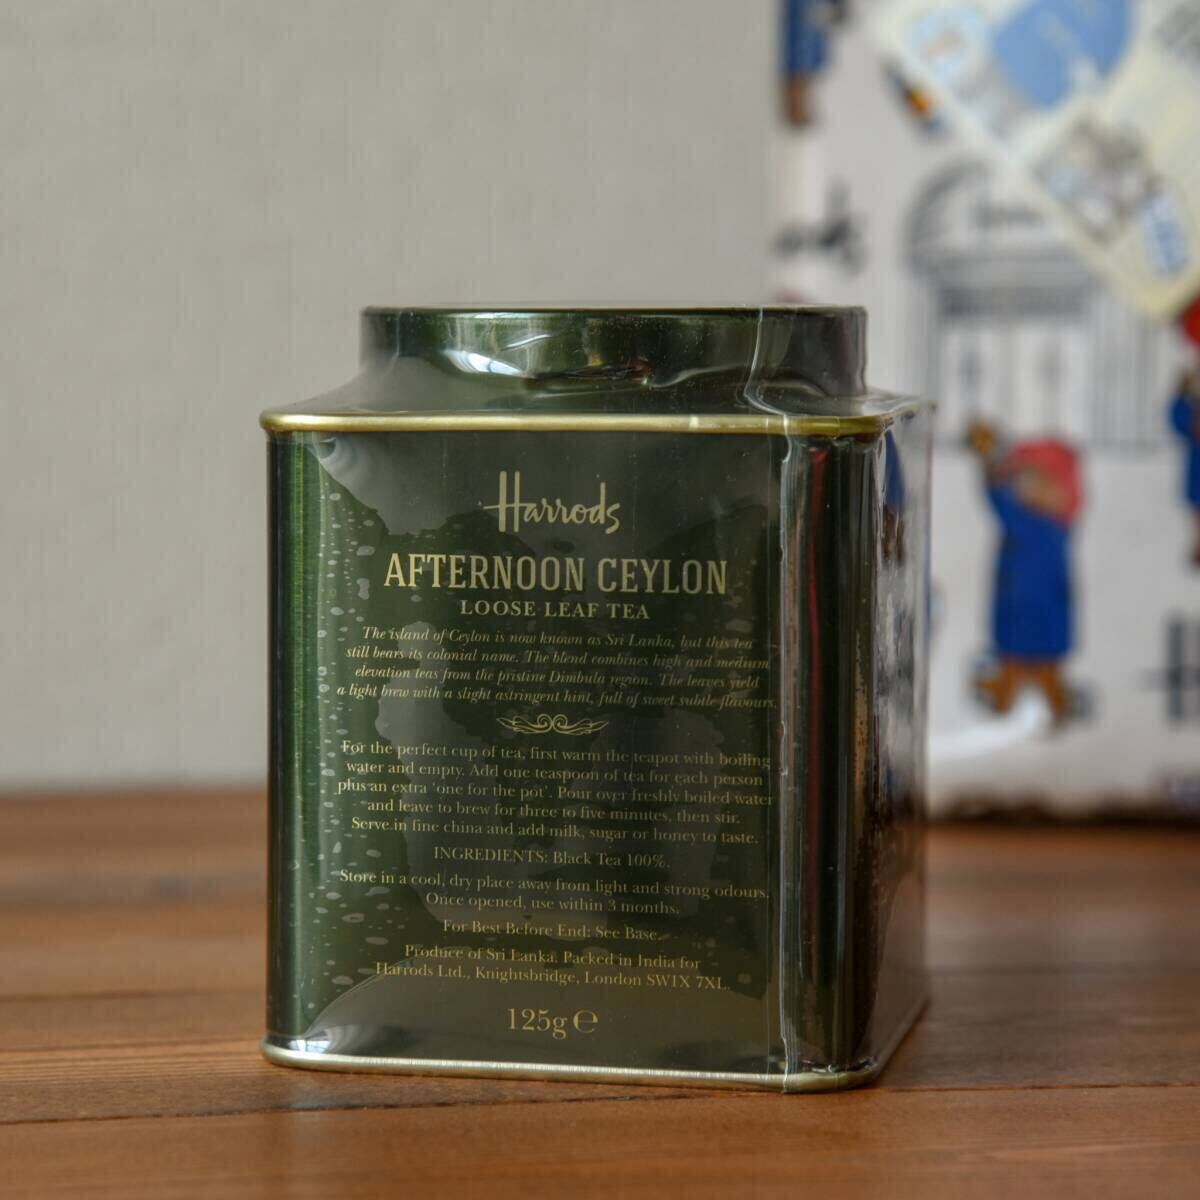 Harrods
AFTERNOON CEYLON
LOOSE LEAF TEA
The island of Ceylon is now known as Sri Lanka, but this tea
still bears its colonial name. The blend combines high and medium
elevation teas from the pristine Dimbula region. The leaves yield
a light brew with a slight astringent hint, full of sweet subtle flavours.
For the perfect cup of tea, first warm the teapot with boiling
water and empty. Add one teaspoon of tea for each person
plus an extra 'one for the pot'. Pour over freshly boiled water
and leave to brew for three to five minutes, then stir.
Serve in fine china and add milk, sugar or honey to taste.
INGREDIENTS: Black Tea 100%.
Store in a cool, dry place away from light and strong odours.
Once opened, use within 3 months.
For Best Before End: See Base.
Produce of Sri Lanka. Packed in India for
Harrods Ltd., Knightsbridge, London SW1X 7XL.
125g ℮